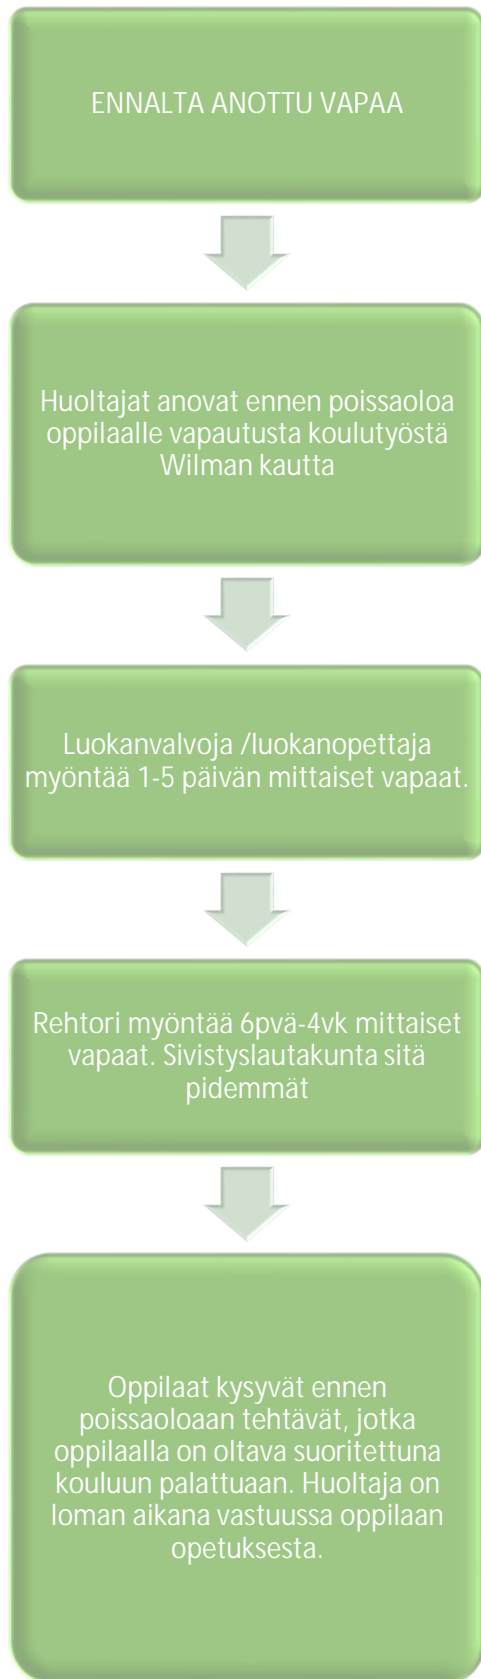 ENNALTA ANOTTU VAPAA
Huoltajat anovat ennen poissaoloa
oppilaalle vapautusta koulutyöstä
Wilman kautta
Luokanvalvoja /luokanopettaja
myöntää 1-5 päivän mittaiset vapaat.
Rehtori myöntää 6pvä-4vk mittaiset
vapaat. Sivistyslautakunta sitä
pidemmät
Oppilaat kysyvät ennen
poissaoloaan tehtävät, jotka
oppilaalla on oltava suoritettuna
kouluun palattuaan. Huoltaja on
loman aikana vastuussa oppilaan
opetuksesta.